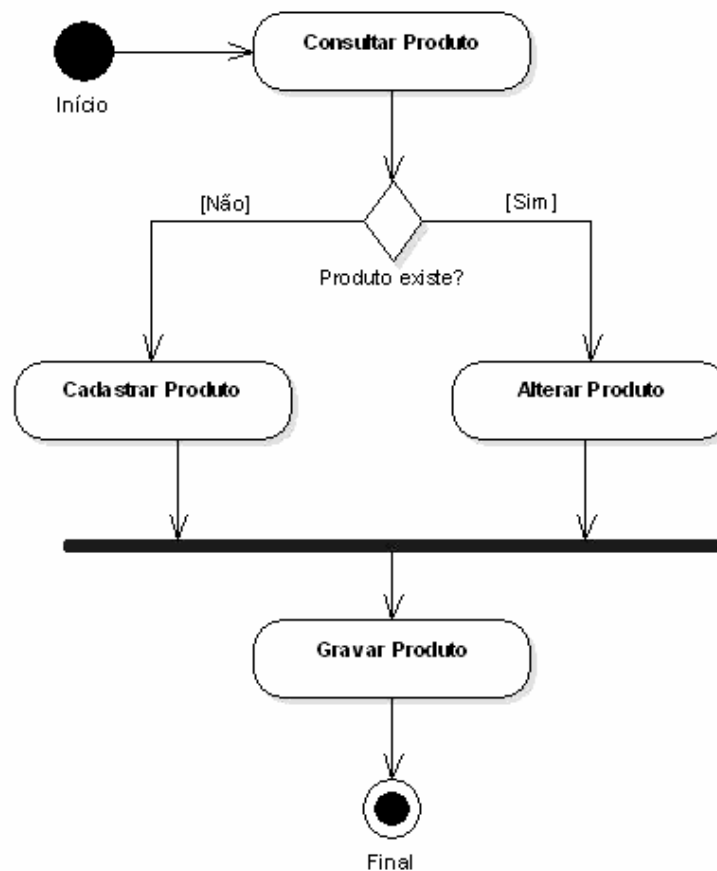 Consultar Produto
Início
[Não]
[Sim]
Produto existe?
Cadastrar Produto
Alterar Produto
Gravar Produto
Final